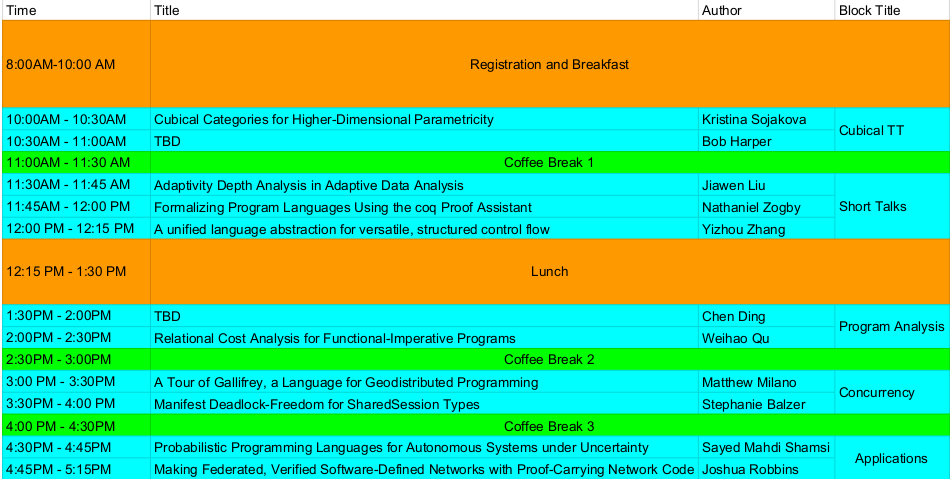 Time Title Author Block Title
8:00AM-10:00 AM Registration and Breakfast
10:00AM - 10:30AM Cubical Categories for Higher-Dimensional Parametricity Kristina Sojakova Cubical TT
10:30AM - 11:00AM TBD Bob Harper
11:00AM - 11:30 AM Coffee Break 1
11:30AM - 11:45 AM Adaptivity Depth Analysis in Adaptive Data Analysis Jiawen Liu
11:45AM - 12:00 PM Formalizing Program Languages Using the coq Proof Assistant Nathaniel Zogby Short Talks
12:00 PM - 12:15 PM A unified language abstraction for versatile, structured control flow Yizhou Zhang
12:15 PM - 1:30 PM Lunch
1:30PM - 2:00PM TBD Chen Ding Program Analysis
2:00PM - 2:30PM Relational Cost Analysis for Functional-Imperative Programs Weihao Qu
2:30PM - 3:00PM Coffee Break 2
3:00 PM - 3:30PM A Tour of Gallifrey, a Language for Geodistributed Programming Matthew Milano Concurrency
3:30PM - 4:00 PM Manifest Deadlock-Freedom for SharedSession Types Stephanie Balzer
4:00 PM - 4:30PM Coffee Break 3
4:30PM - 4:45PM Probabilistic Programming Languages for Autonomous Systems under Uncertainty Sayed Mahdi Shamsi Applications
4:45PM - 5:15PM Making Federated, Verified Software-Defined Networks with Proof-Carrying Network Code Joshua Robbins